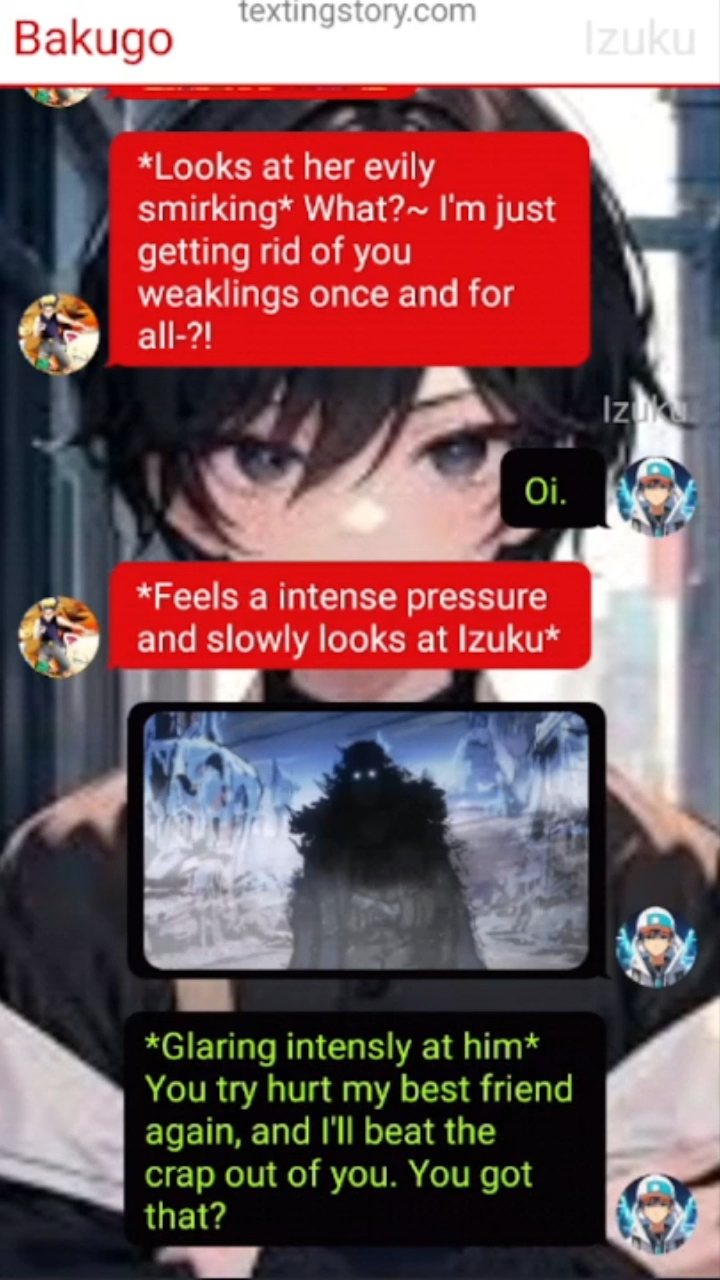 textingstory.com
Bakugo
Izuku
*Looks at her evily
smirking* What?~ I'm just
getting rid of you
weaklings once and for
all-?!
Izuku
Oi.
*Feels a intense pressure
and slowly looks at Izuku*
*Glaring intensly at him*
You try hurt my best friend
again, and I'll beat the
crap out of you. You got
that?